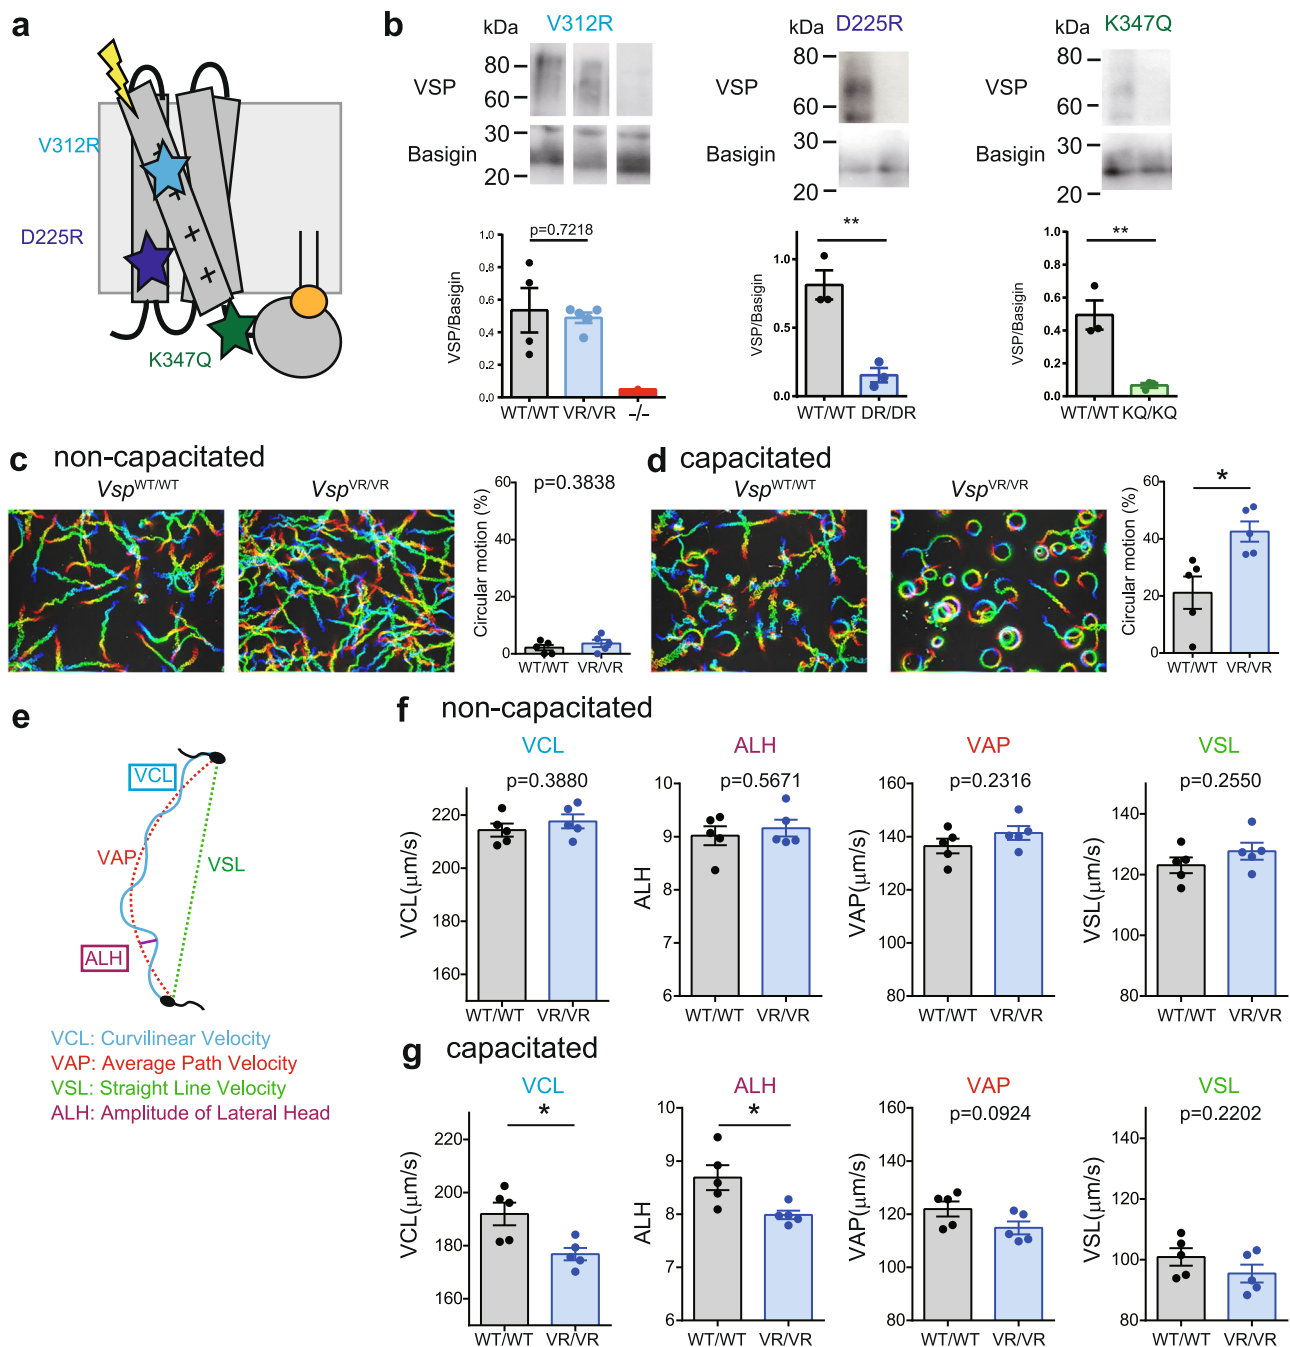 a
V312R
D225R
K347Q
b
kDa V312R
VSP
80
60
Basigin
30
20
kDa D225R
VSP
80
60
Basigin
30
20
kDa K347Q
VSP
80
60
Basigin
30
20
p=0.7218
VSP/Basigin
1.0
0.8
0.6
0.4
0.2
0.0
WT/WT VR/VR -/-
**
VSP/Basigin
1.0
0.5
0.0
WT/WT DR/DR
**
VSP/Basigin
1.0
0.8
0.6
0.4
0.2
0.0
WT/WT KQ/KQ
c non-capacitated
VspWT/WT
VspVR/VR
p=0.3838
Circular motion (%)
60
40
20
0
WT/WT VR/VR
d capacitated
VspWT/WT
VspVR/VR
*
Circular motion (%)
60
40
20
0
WT/WT VR/VR
e
VCL
VAP
VSL
ALH
VCL: Curvilinear Velocity
VAP: Average Path Velocity
VSL: Straight Line Velocity
ALH: Amplitude of Lateral Head
f non-capacitated
VCL
p=0.3880
VCL(μm/s)
220
200
180
160
WT/WT VR/VR
ALH
p=0.5671
ALH
10
9
8
7
6
WT/WT VR/VR
VAP
p=0.2316
VAP(μm/s)
160
140
120
100
80
WT/WT VR/VR
VSL
p=0.2550
VSL(μm/s)
140
120
100
80
WT/WT VR/VR
g capacitated
VCL
*
VCL(μm/s)
220
200
180
160
WT/WT VR/VR
ALH
*
ALH
10
9
8
7
6
WT/WT VR/VR
VAP
p=0.0924
VAP(μm/s)
160
140
120
100
80
WT/WT VR/VR
VSL
p=0.2202
VSL(μm/s)
140
120
100
80
WT/WT VR/VR